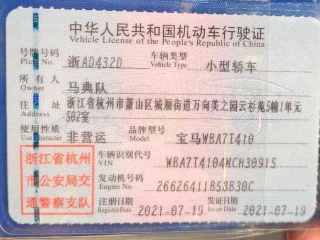 中华人民共和国机动车行驶证
Vehicle License of the People's Republic of China
号牌号码 浙AD432D 车辆类型 小型轿车
Plate No. Vehicle Type
所有人 马典队
Owner
住址 浙江省杭州市萧山区城厢街道万向美之园云杉苑5幢1单元
Address 502室
使用性质 非营运 品牌型号 宝马WBA7T410
Use Character Model
浙江省杭州
市公安局交
通警察支队
车辆识别代号 WBA7T4104MCH30915
VIN
发动机号码 26626411B53B30C
Engine No.
注册日期 2021-07-19 发证日期 2021-07-19
Register Date Issue Date